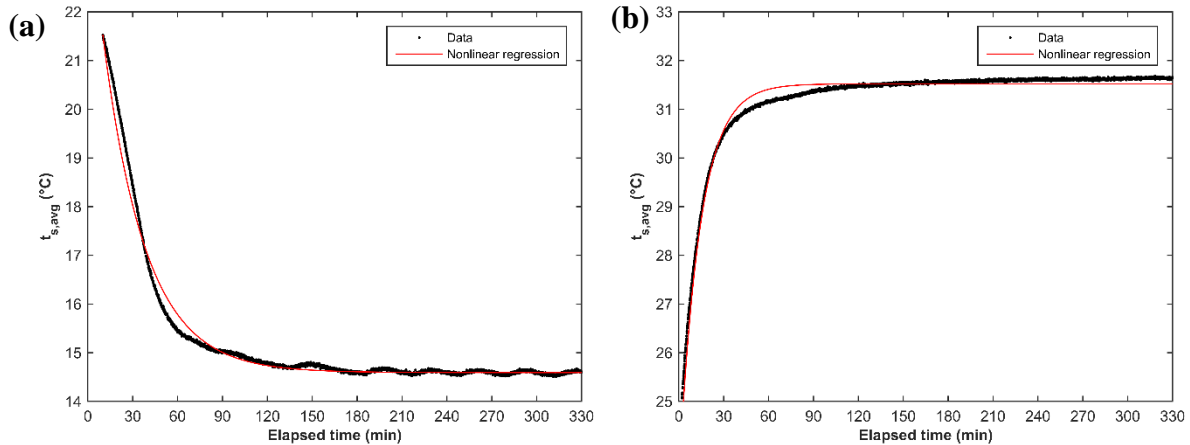 (a)
22
21
20
19
18
17
16
15
14
t_s,avg (°C)
Data
Nonlinear regression
0 30 60 90 120 150 180 210 240 270 300 330
Elapsed time (min)
(b)
33
32
31
30
29
28
27
26
25
t_s,avg (°C)
Data
Nonlinear regression
0 30 60 90 120 150 180 210 240 270 300 330
Elapsed time (min)